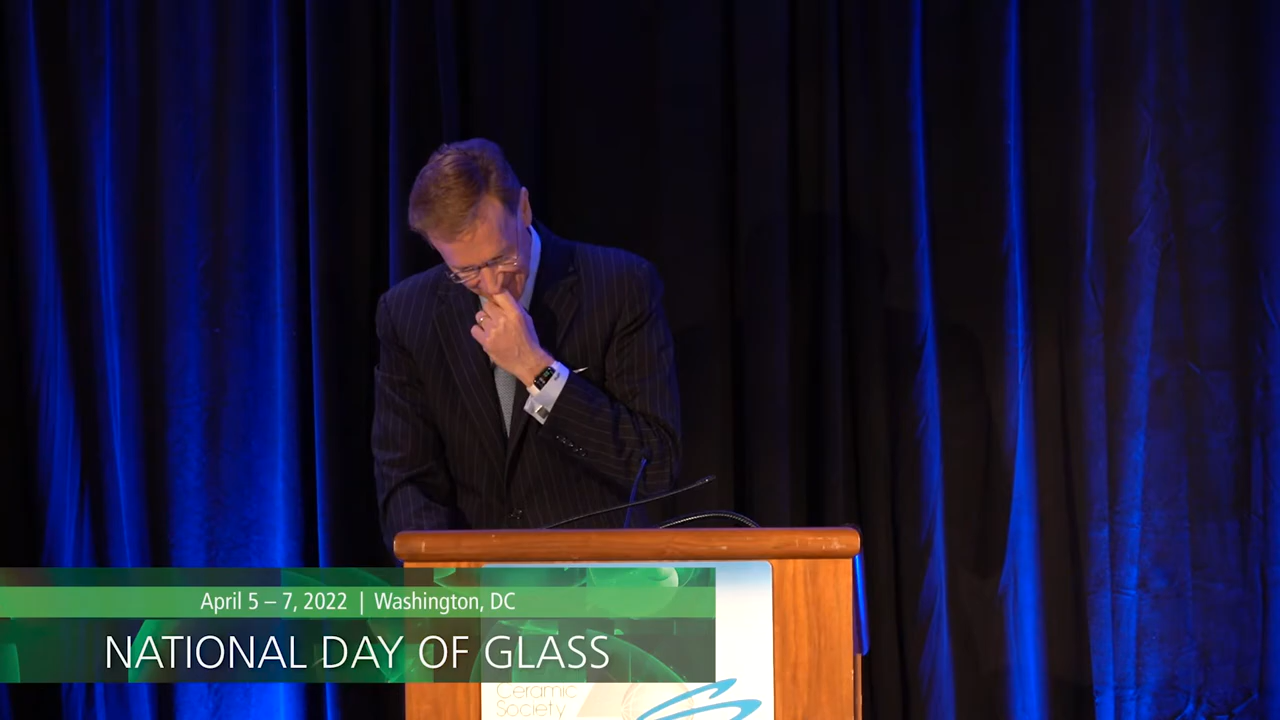 April 5 – 7, 2022 | Washington, DC
NATIONAL DAY OF GLASS
Ceramic
Society